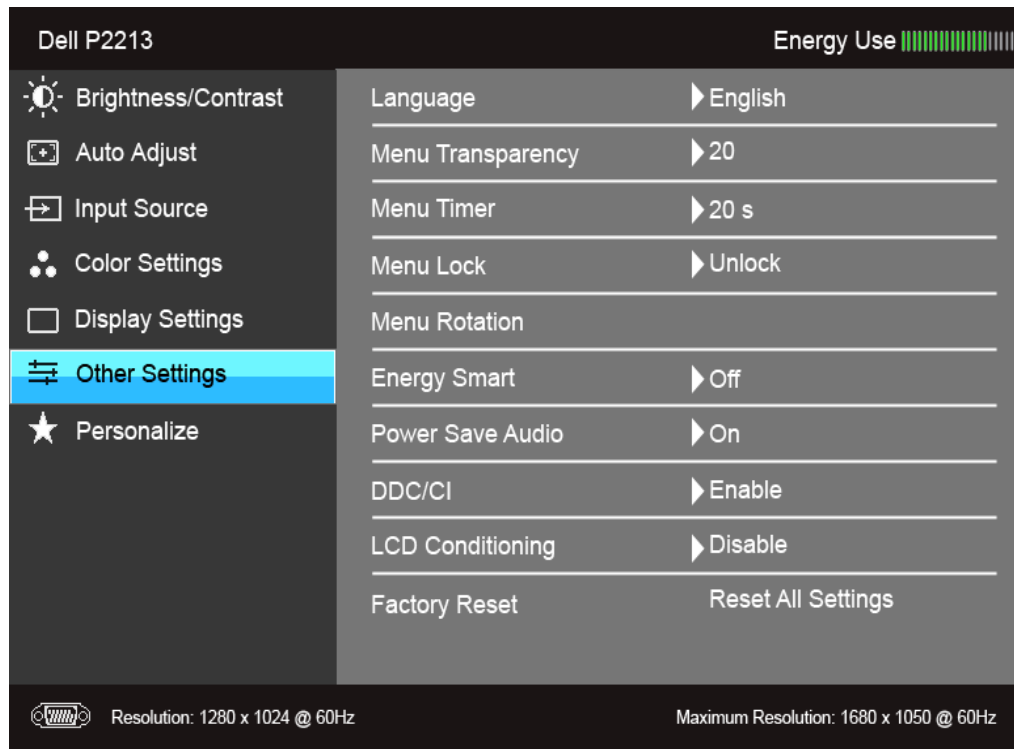 Dell P2213 Energy Use
Brightness/Contrast
Auto Adjust
Input Source
Color Settings
Display Settings
Other Settings
Personalize
Language English
Menu Transparency 20
Menu Timer 20 s
Menu Lock Unlock
Menu Rotation
Energy Smart Off
Power Save Audio On
DDC/CI Enable
LCD Conditioning Disable
Factory Reset Reset All Settings
Resolution: 1280 x 1024 @ 60Hz Maximum Resolution: 1680 x 1050 @ 60Hz